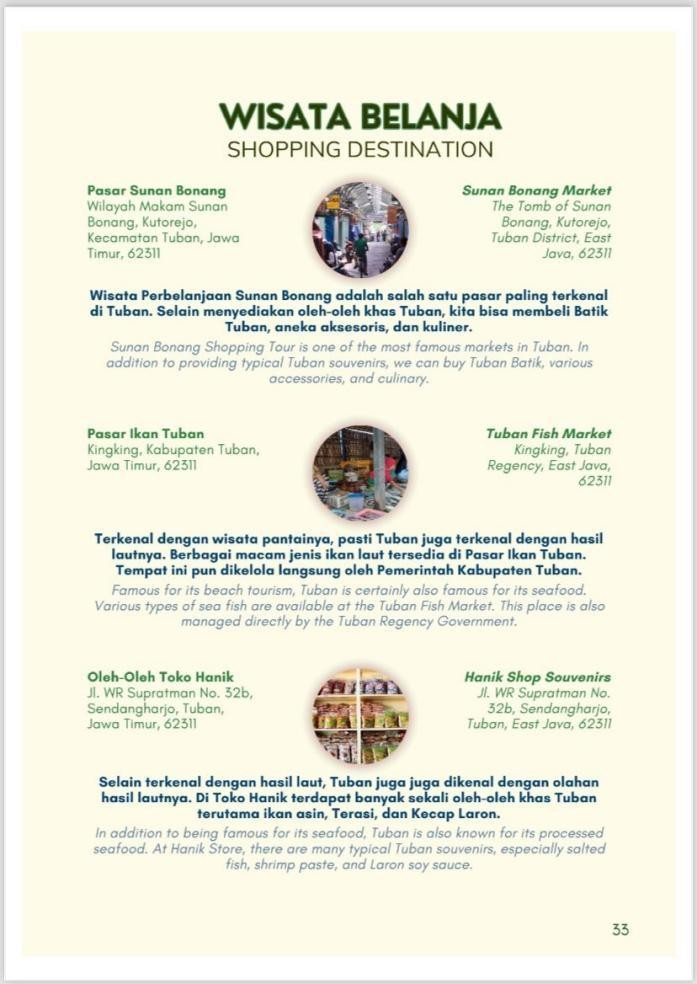 WISATA BELANJA
SHOPPING DESTINATION
Pasar Sunan Bonang
Wilayah Makam Sunan
Bonang, Kutorejo,
Kecamatan Tuban, Jawa
Timur, 62311
Sunan Bonang Market
The Tomb of Sunan
Bonang, Kutorejo,
Tuban District, East
Java, 62311
Wisata Perbelanjaan Sunan Bonang adalah salah satu pasar paling terkenal
di Tuban. Selain menyediakan oleh-oleh khas Tuban, kita bisa membeli Batik
Tuban, aneka aksesoris, dan kuliner.
Sunan Bonang Shopping Tour is one of the most famous markets in Tuban. In
addition to providing typical Tuban souvenirs, we can buy Tuban Batik, various
accessories, and culinary.
Pasar Ikan Tuban
Kingking, Kabupaten Tuban,
Jawa Timur, 62311
Tuban Fish Market
Kingking, Tuban
Regency, East Java,
62311
Terkenal dengan wisata pantainya, pasti Tuban juga terkenal dengan hasil
lautnya. Berbagai macam jenis ikan laut tersedia di Pasar Ikan Tuban.
Tempat ini pun dikelola langsung oleh Pemerintah Kabupaten Tuban.
Famous for its beach tourism, Tuban is certainly also famous for its seafood.
Various types of sea fish are available at the Tuban Fish Market. This place is also
managed directly by the Tuban Regency Government.
Oleh-Oleh Toko Hanik
Jl. WR Supratman No. 32b,
Sendangharjo, Tuban,
Jawa Timur, 62311
Hanik Shop Souvenirs
Jl. WR Supratman No.
32b, Sendangharjo,
Tuban, East Java, 62311
Selain terkenal dengan hasil laut, Tuban juga juga dikenal dengan olahan
hasil lautnya. Di Toko Hanik terdapat banyak sekali oleh-oleh khas Tuban
terutama ikan asin, Terasi, dan Kecap Laron.
In addition to being famous for its seafood, Tuban is also known for its processed
seafood. At Hanik Store, there are many typical Tuban souvenirs, especially salted
fish, shrimp paste, and Laron soy sauce.
33